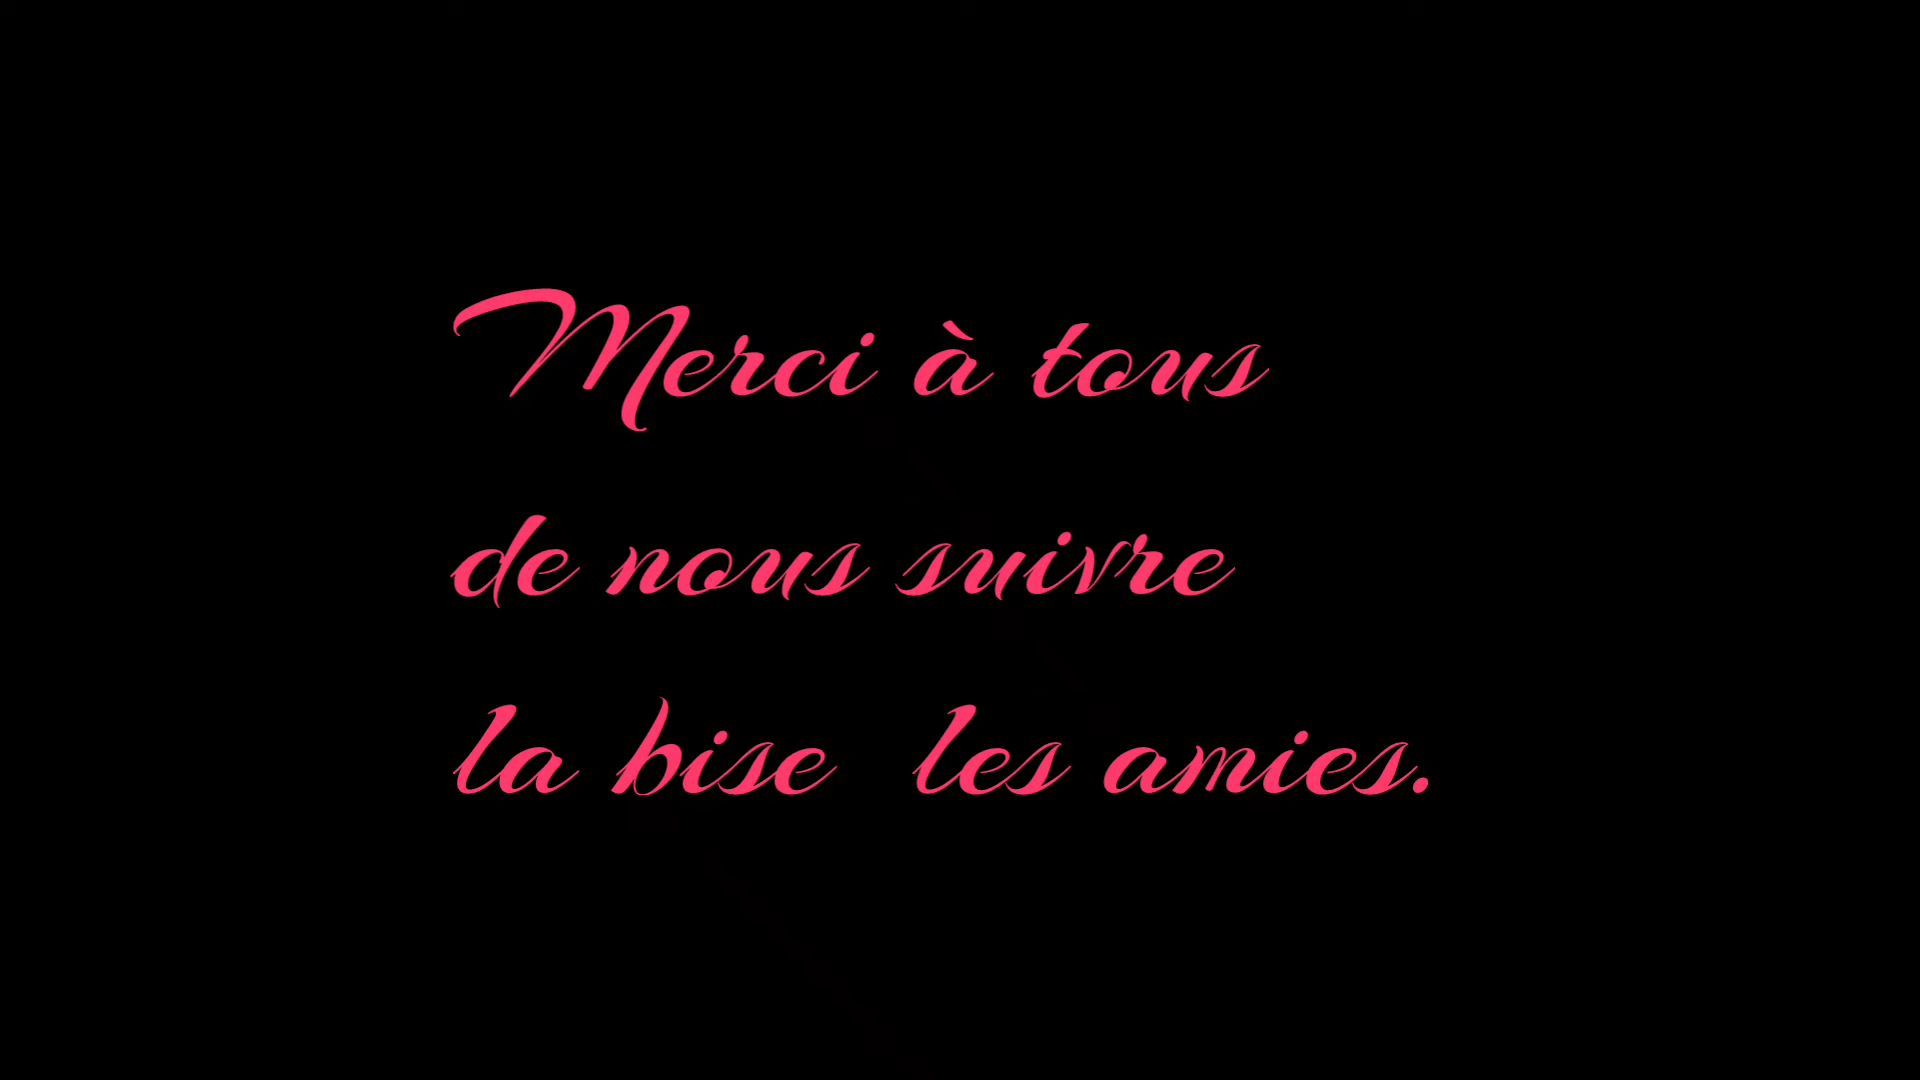 Merci à tous
de nous suivre
la bise  les amies.